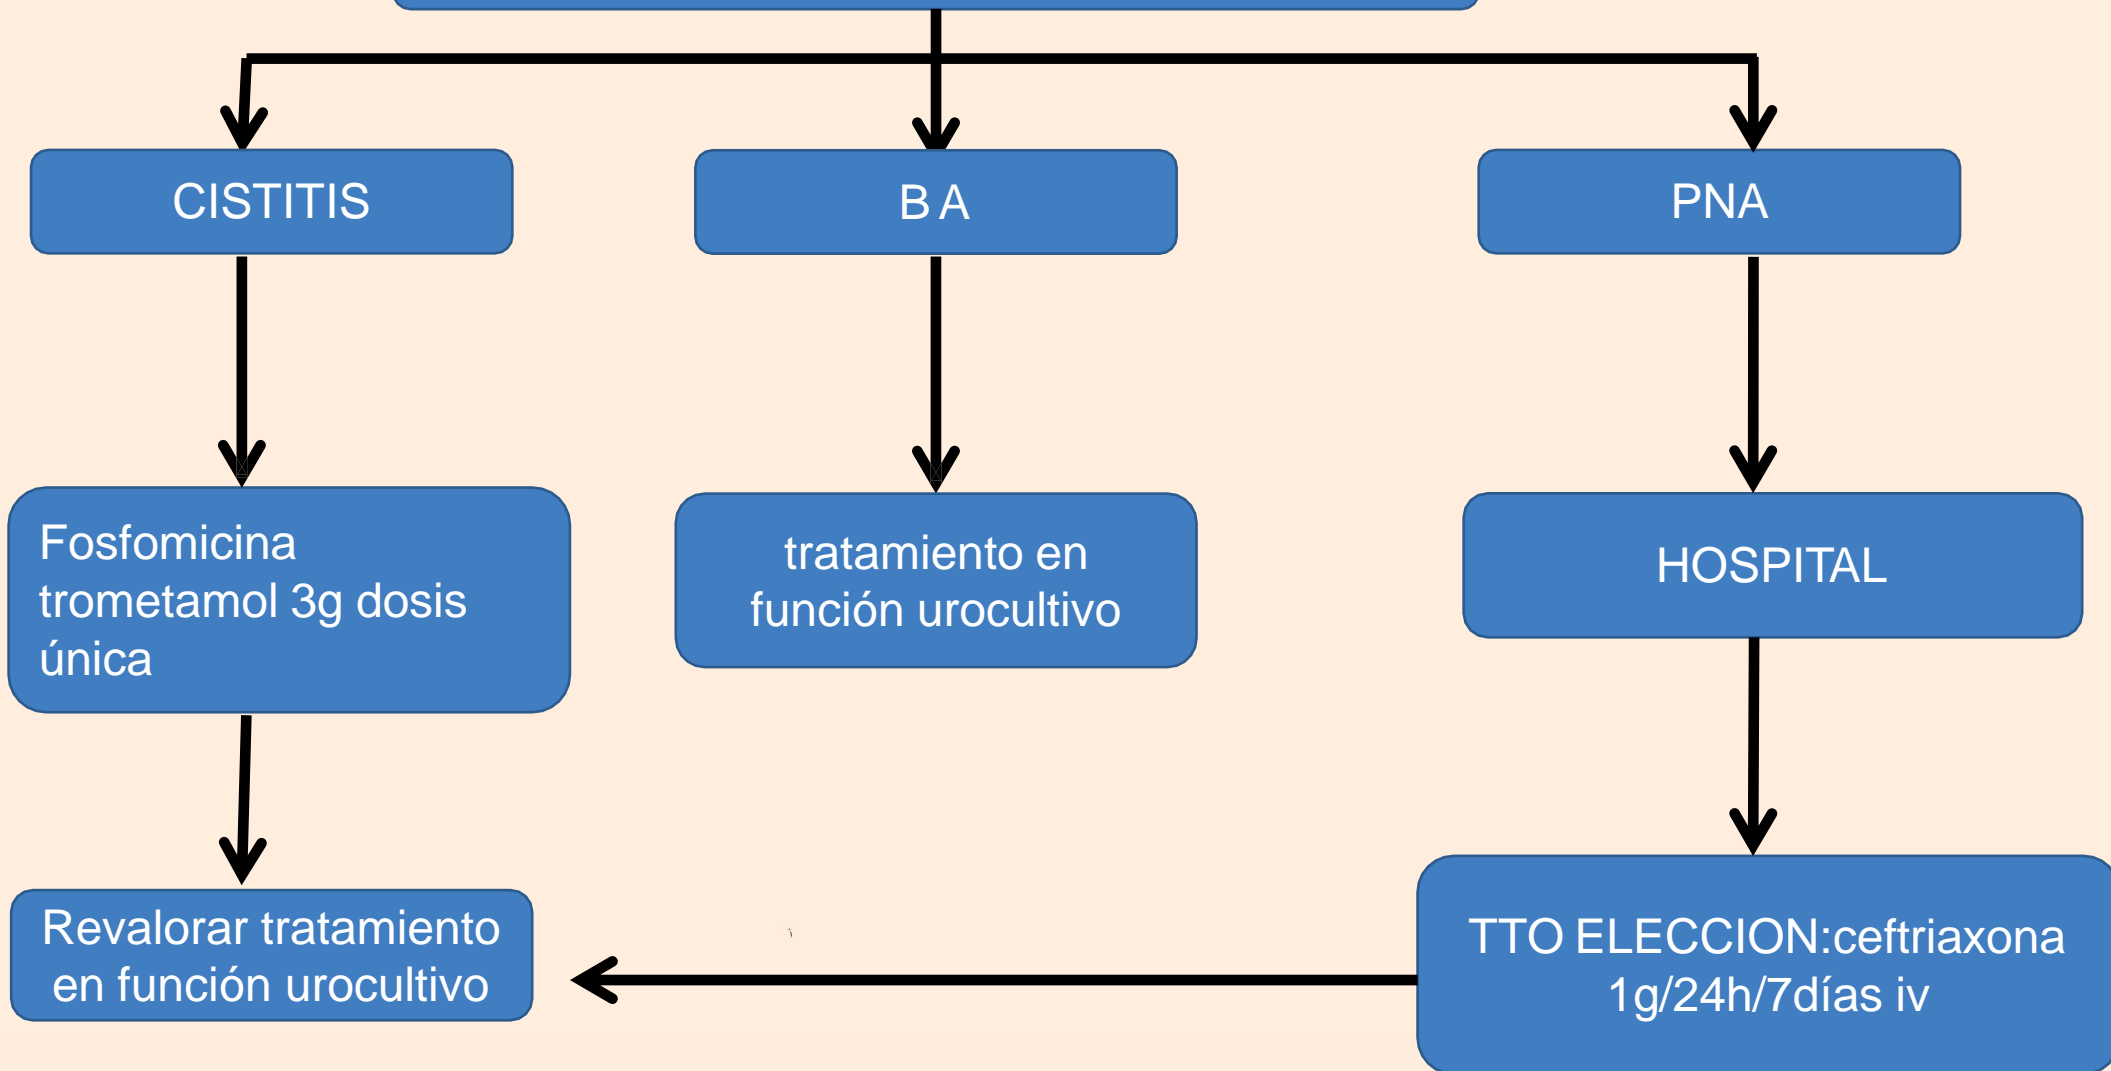 CISTITIS
B A
PNA
Fosfomicina
trometamol 3g dosis
única
tratamiento en
función urocultivo
HOSPITAL
Revalorar tratamiento
en función urocultivo
TTO ELECCION:ceftriaxona
1g/24h/7días iv